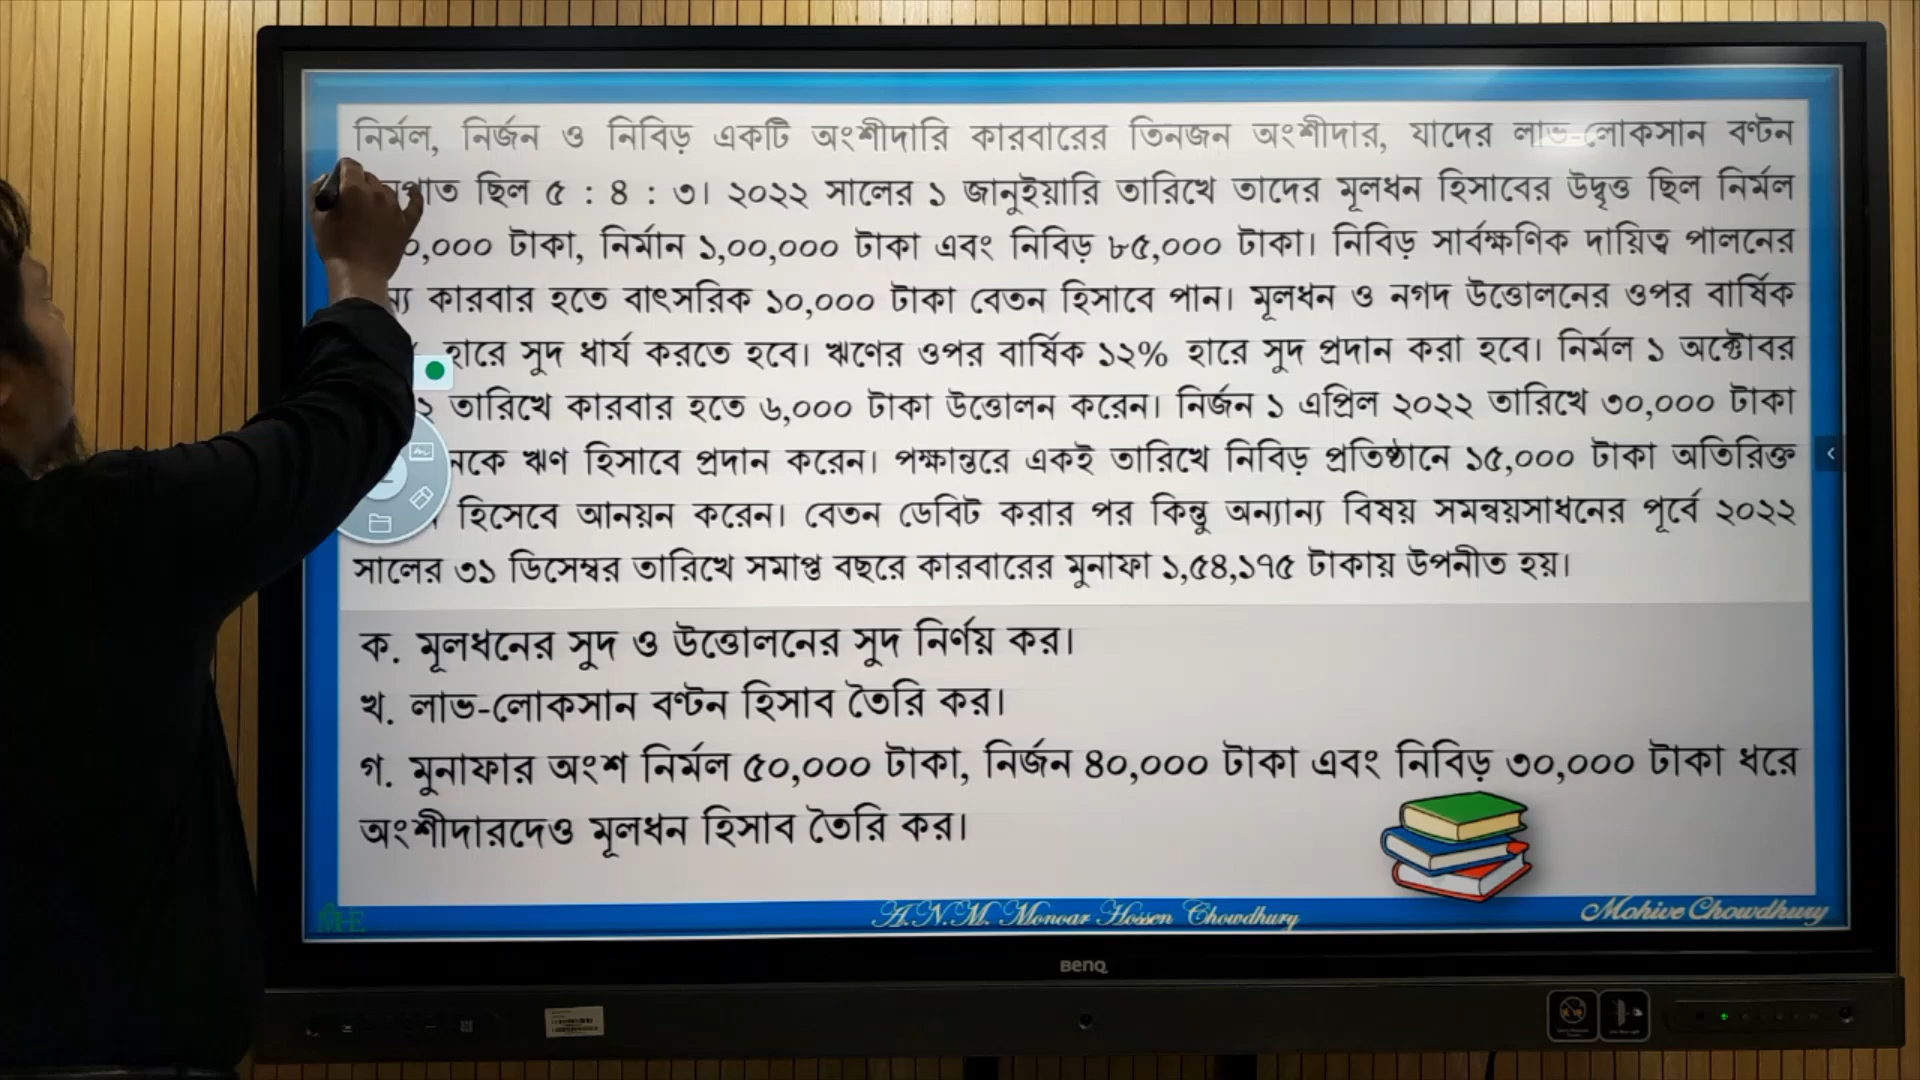 নির্মল, নির্জন ও নিবিড় একটি অংশীদারি কারবারের তিনজন অংশীদার, যাদের লাভ-লোকসান বণ্টন
ছিল ৫ : ৪ : ৩। ২০২২ সালের ১ জানুইয়ারি তারিখে তাদের মূলধন হিসাবের উদ্বৃত্ত ছিল নির্মল
০,০০০ টাকা, নির্মান ১,০০,০০০ টাকা এবং নিবিড় ৮৫,০০০ টাকা। নিবিড় সার্বক্ষণিক দায়িত্ব পালনের
কারবার হতে বাৎসরিক ১০,০০০ টাকা বেতন হিসাবে পান। মূলধন ও নগদ উত্তোলনের ওপর বার্ষিক
হারে সুদ ধার্য করতে হবে। ঋণের ওপর বার্ষিক ১২% হারে সুদ প্রদান করা হবে। নির্মল ১ অক্টোবর
২ তারিখে কারবার হতে ৬,০০০ টাকা উত্তোলন করেন। নির্জন ১ এপ্রিল ২০২২ তারিখে ৩০,০০০ টাকা
নকে ঋণ হিসাবে প্রদান করেন। পক্ষান্তরে একই তারিখে নিবিড় প্রতিষ্ঠানে ১৫,০০০ টাকা অতিরিক্ত
হিসেবে আনয়ন করেন। বেতন ডেবিট করার পর কিন্তু অন্যান্য বিষয় সমন্বয়সাধনের পূর্বে ২০২২
সালের ৩১ ডিসেম্বর তারিখে সমাপ্ত বছরে কারবারের মুনাফা ১,৫৪,১৭৫ টাকায় উপনীত হয়।
ক. মূলধনের সুদ ও উত্তোলনের সুদ নির্ণয় কর।
খ. লাভ-লোকসান বণ্টন হিসাব তৈরি কর।
গ. মুনাফার অংশ নির্মল ৫০,০০০ টাকা, নির্জন ৪০,০০০ টাকা এবং নিবিড় ৩০,০০০ টাকা ধরে
অংশীদারদেও মূলধন হিসাব তৈরি কর।
A.N.M. Monoar Hossen Chowdhury
Mohive Chowdhury
BenQ